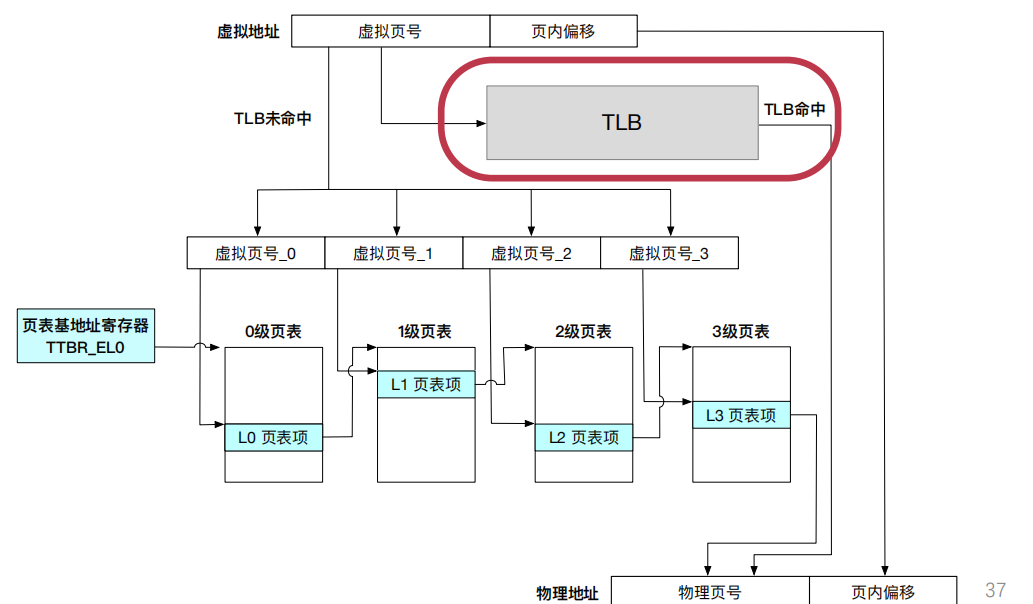 虚拟地址
虚拟页号
页内偏移
TLB未命中
TLB
TLB命中
虚拟页号_0
虚拟页号_1
虚拟页号_2
虚拟页号_3
页表基地址寄存器
TTBR_EL0
0级页表
1级页表
2级页表
3级页表
L0 页表项
L1 页表项
L2 页表项
L3 页表项
物理地址
物理页号
页内偏移
37